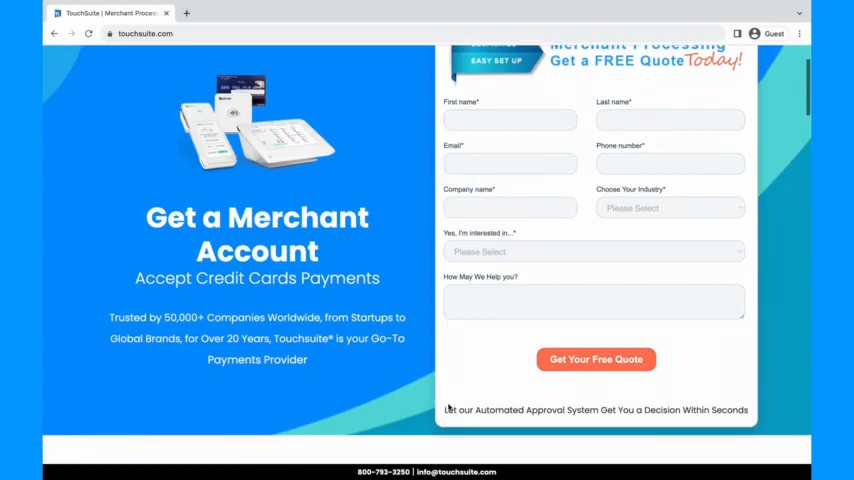 TouchSuite | Merchant Process
touchsuite.com
Guest
EASY SET UP
Merchant Processing
Get a FREE Quote Today!
First name*
Last name*
Email*
Phone number*
Company name*
Choose Your Industry*
Please Select
Yes, I'm interested in...*
Please Select
How May We Help you?
Get Your Free Quote
Let our Automated Approval System Get You a Decision Within Seconds
Get a Merchant
Account
Accept Credit Cards Payments
Trusted by 50,000+ Companies Worldwide, from Startups to
Global Brands, for Over 20 Years, Touchsuite® is your Go-To
Payments Provider
800-793-3250 | info@touchsuite.com